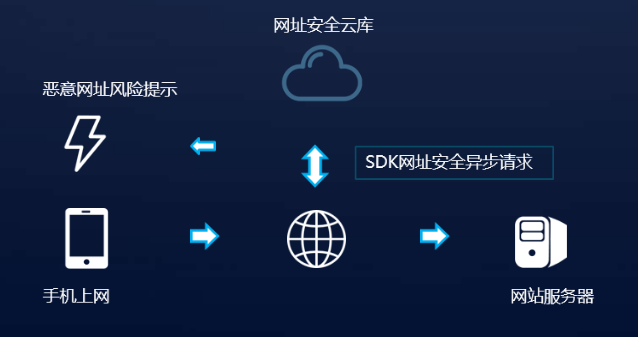 网址安全云库
恶意网址风险提示
SDK网址安全异步请求
手机上网
网站服务器